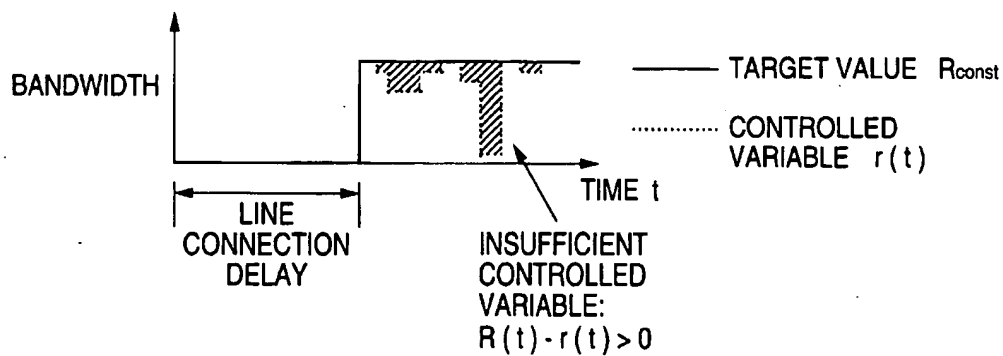 BANDWIDTH
TARGET VALUE Rconst
CONTROLLED
VARIABLE r(t)
TIME t
LINE
CONNECTION
DELAY
INSUFFICIENT
CONTROLLED
VARIABLE:
R(t)-r(t)>0